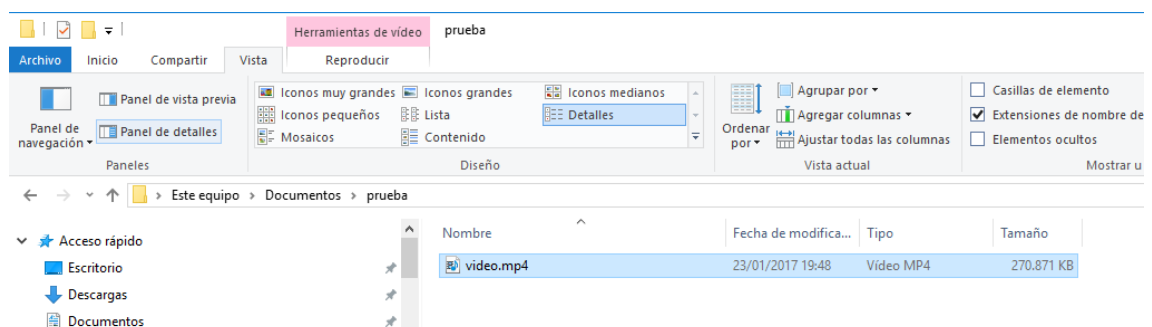 Herramientas de vídeo prueba
Archivo Inicio Compartir Vista Reproducir
Panel de navegación
Panel de vista previa
Panel de detalles
Paneles
Iconos muy grandes Iconos grandes Iconos medianos
Iconos pequeños Lista Detalles
Mosaicos Contenido
Diseño
Ordenar por
Agrupar por
Agregar columnas
Ajustar todas las columnas
Vista actual
Casillas de elemento
Extensiones de nombre de
Elementos ocultos
Mostrar u
Este equipo > Documentos > prueba
Acceso rápido
Escritorio
Descargas
Documentos
Nombre Fecha de modifica... Tipo Tamaño
video.mp4 23/01/2017 19:48 Vídeo MP4 270.871 KB